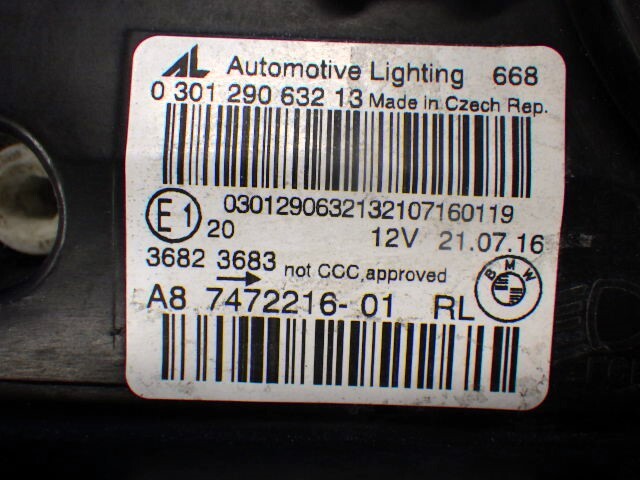 AL Automotive Lighting 668
0 301 290 632 13 Made in Czech Rep.
0301290632132107160119
E1 20 12V 21.07.16
3682 3683 not CCC,approved
A8 7472216-01 RL BMW